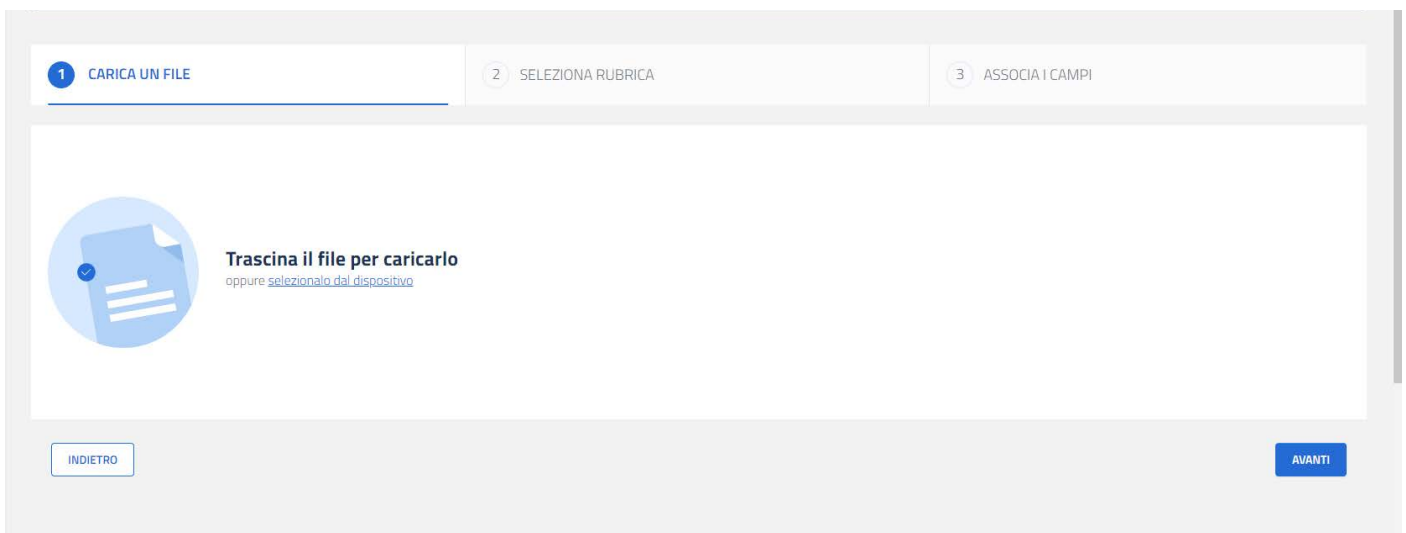 1 CARICA UN FILE
2 SELEZIONA RUBRICA
3 ASSOCIA I CAMPI
Trascina il file per caricarlo
oppure selezionalo dal dispositivo
INDIETRO
AVANTI